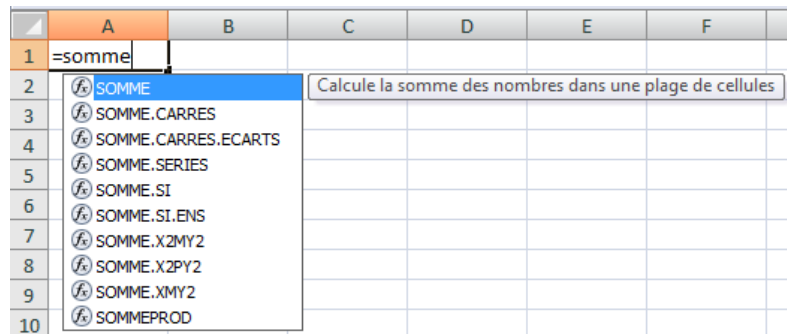 A B C D E F
1 =somme
2 SOMME Calcule la somme des nombres dans une plage de cellules
3 SOMME.CARRES
4 SOMME.CARRES.ECARTS
5 SOMME.SERIES
SOMME.SI
6 SOMME.SI.ENS
7 SOMME.X2MY2
8 SOMME.X2PY2
9 SOMME.XMY2
10 SOMMEPROD